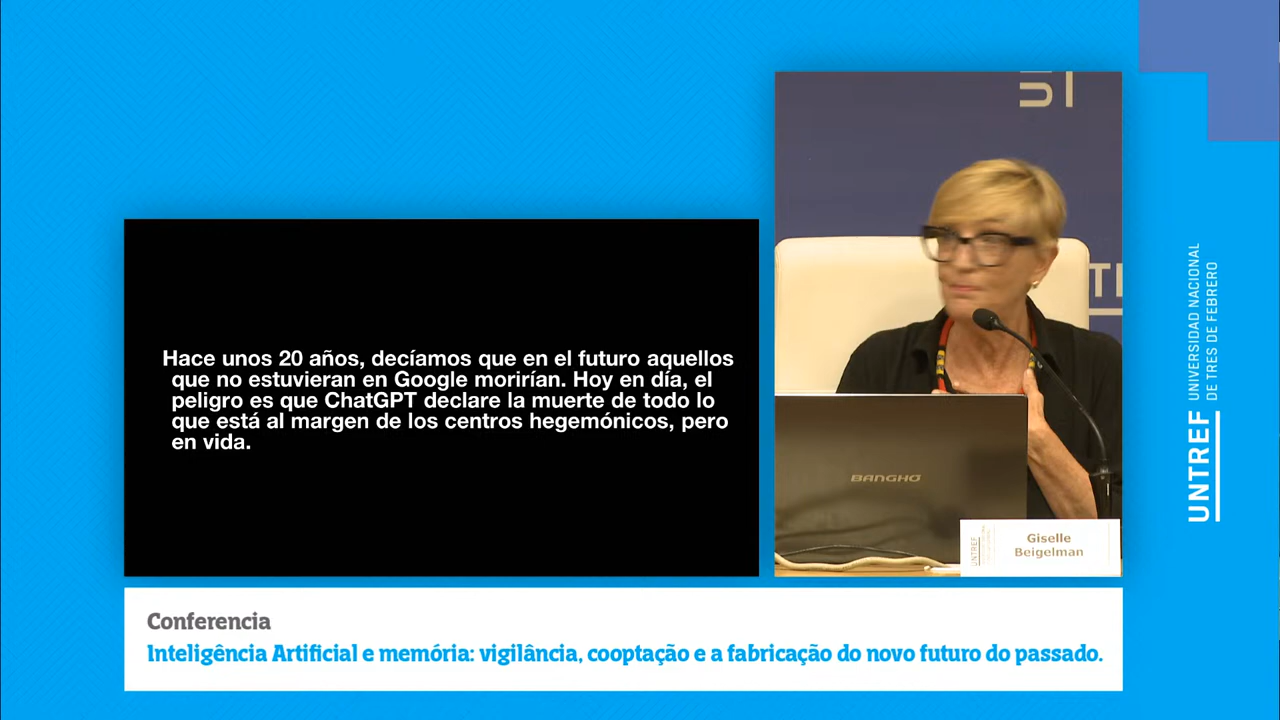 Hace unos 20 años, decíamos que en el futuro aquellos
que no estuvieran en Google morirían. Hoy en día, el
peligro es que ChatGPT declare la muerte de todo lo
que está al margen de los centros hegemónicos, pero
en vida.
BANGHO
UNTREF
Giselle
Beigelman
Conferencia
Inteligência Artificial e memória: vigilância, cooptação e a fabricação do novo futuro do passado.
UNTREF
UNIVERSIDAD NACIONAL
DE TRES DE FEBRERO